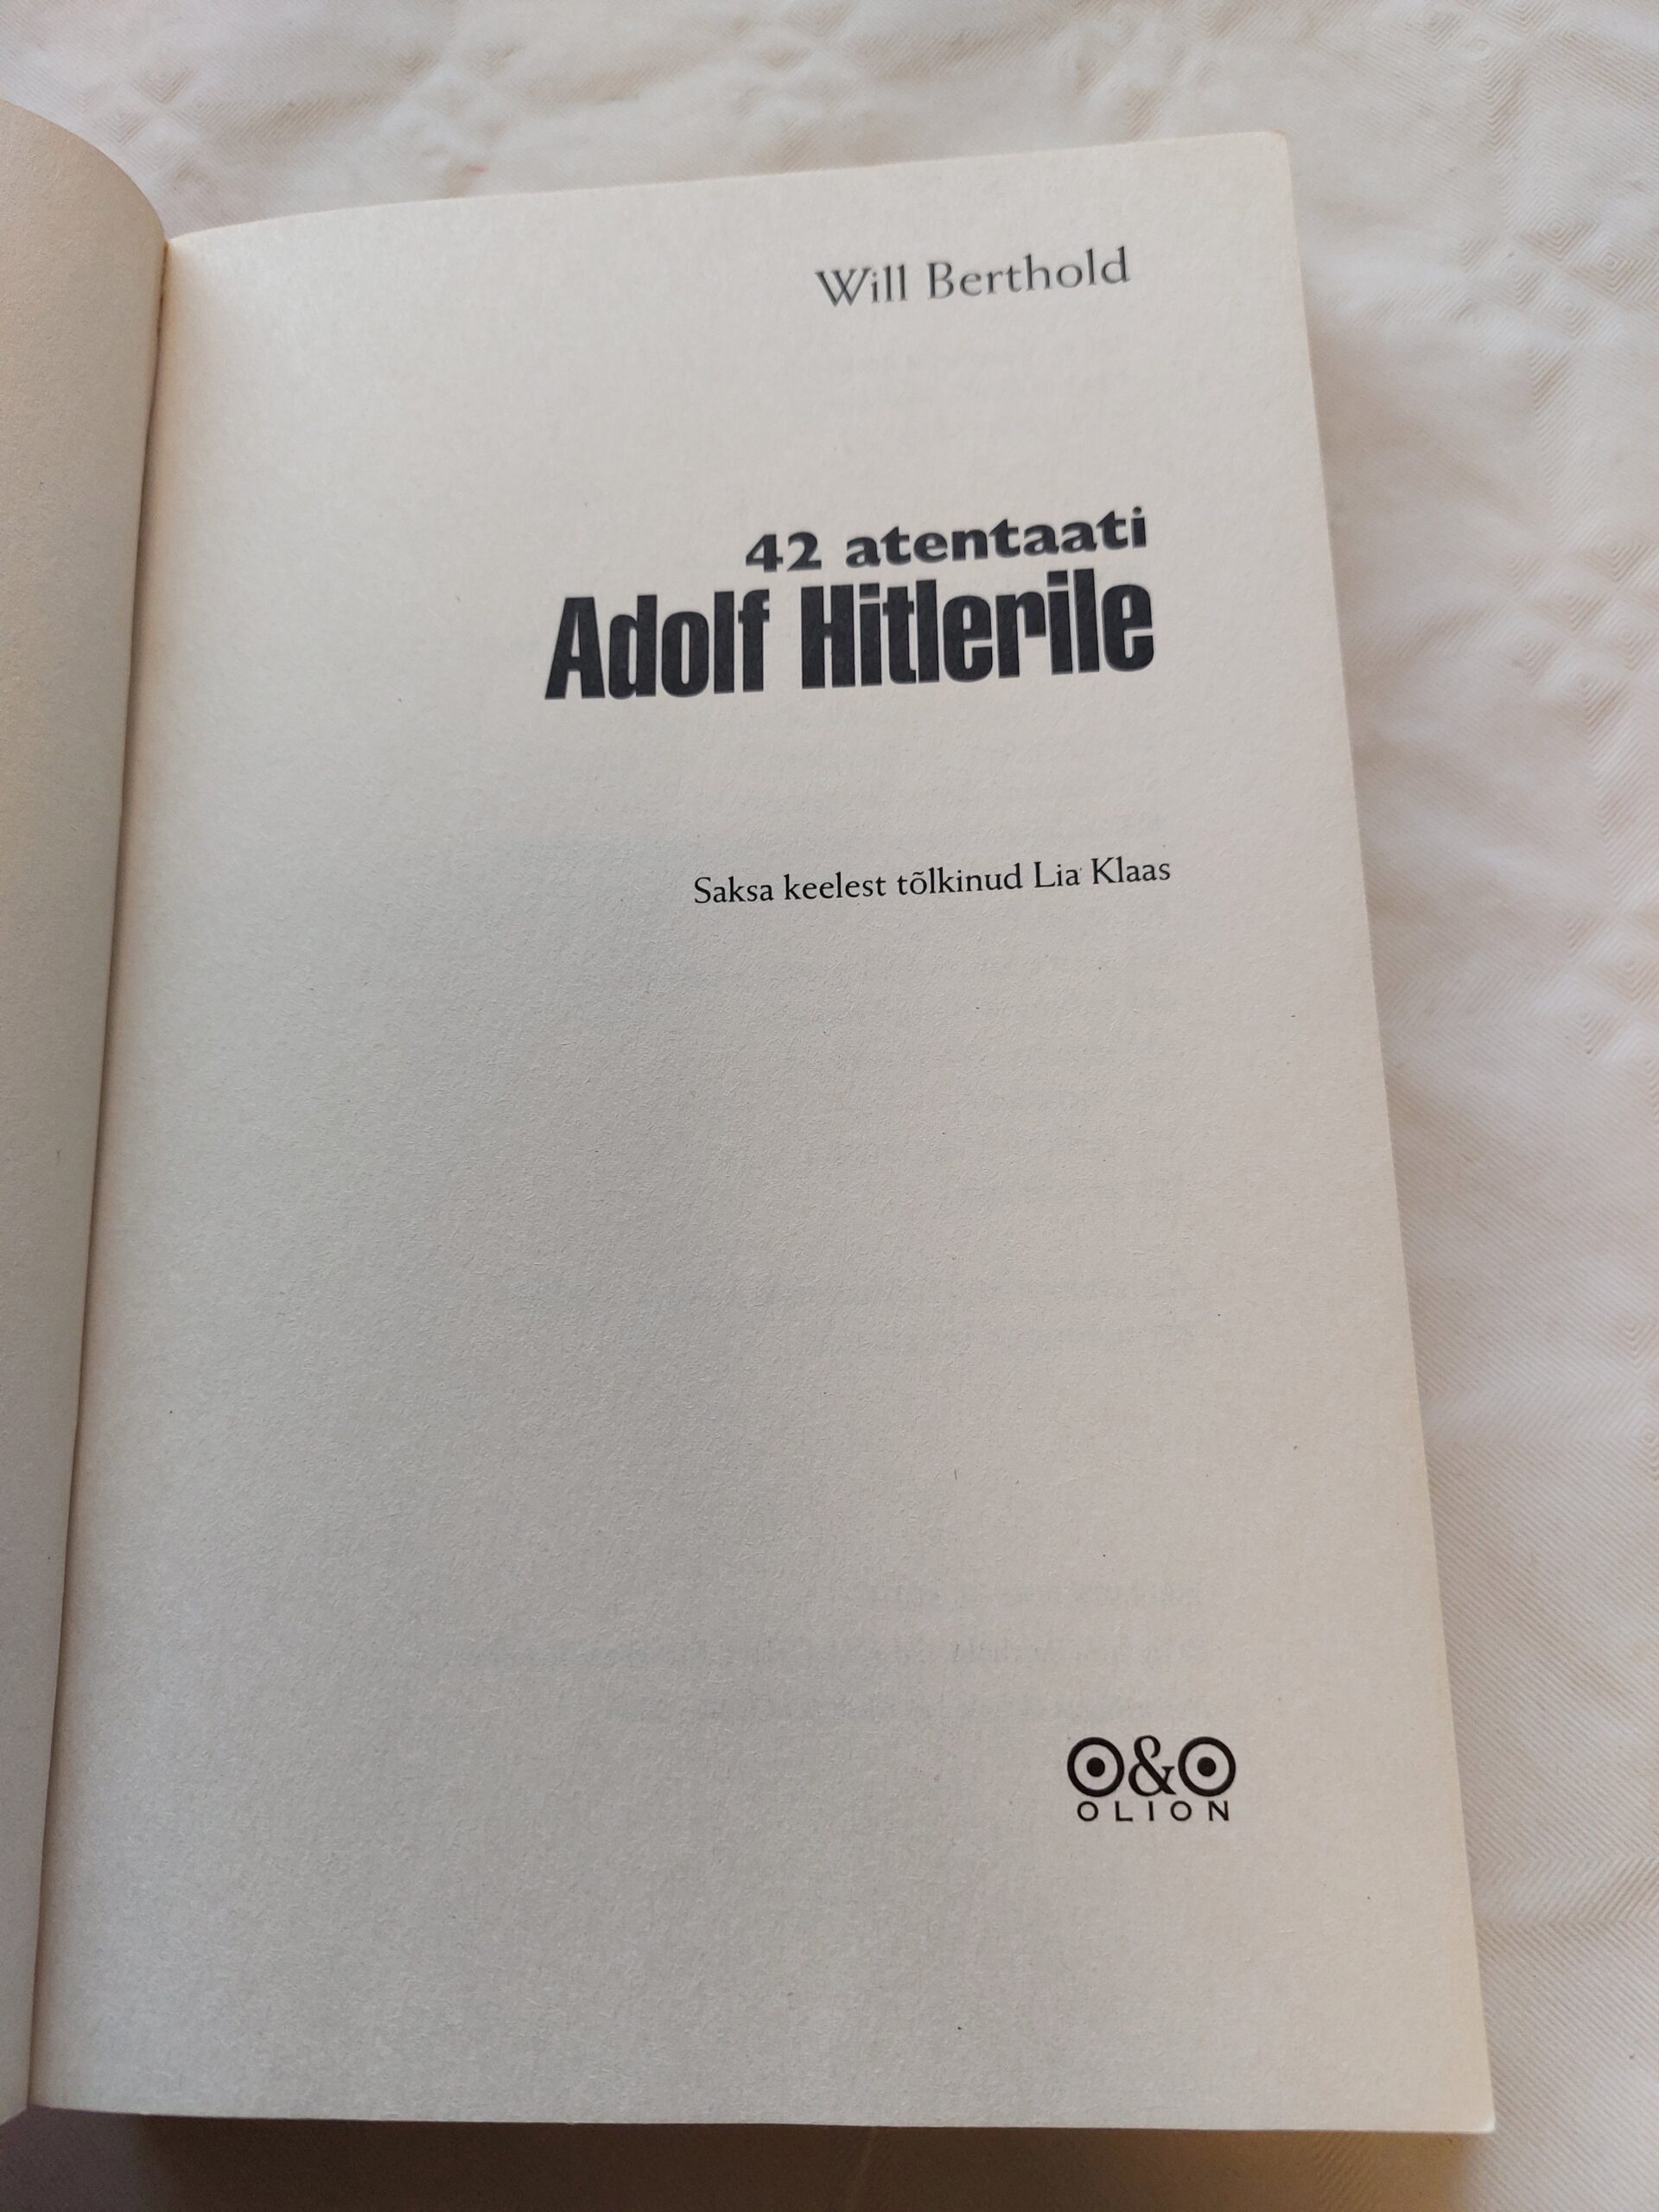 Will Berthold
42 atentaati
Adolf Hitlerile
Saksa keelest tõlkinud Lia Klaas
O&O
OLION